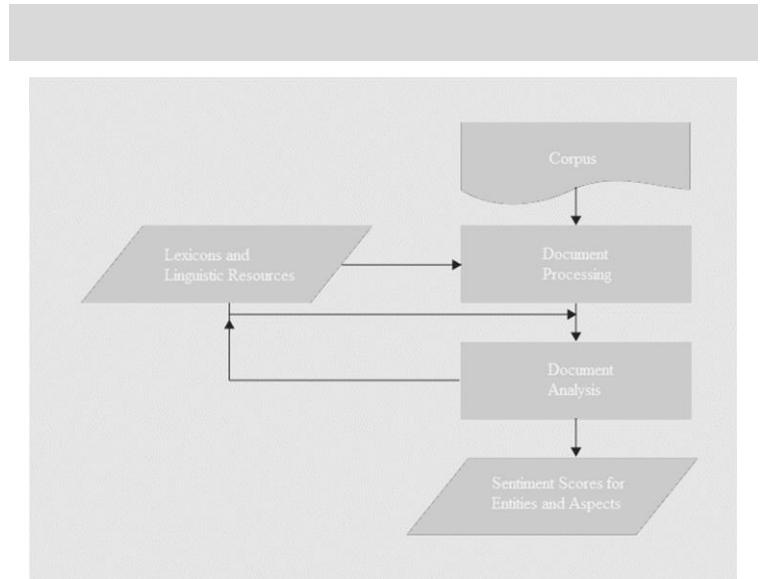 Corpus
Lexicons and
Linguistic Resources
Document
Processing
Document
Analysis
Sentiment Scores for
Entities and Aspects